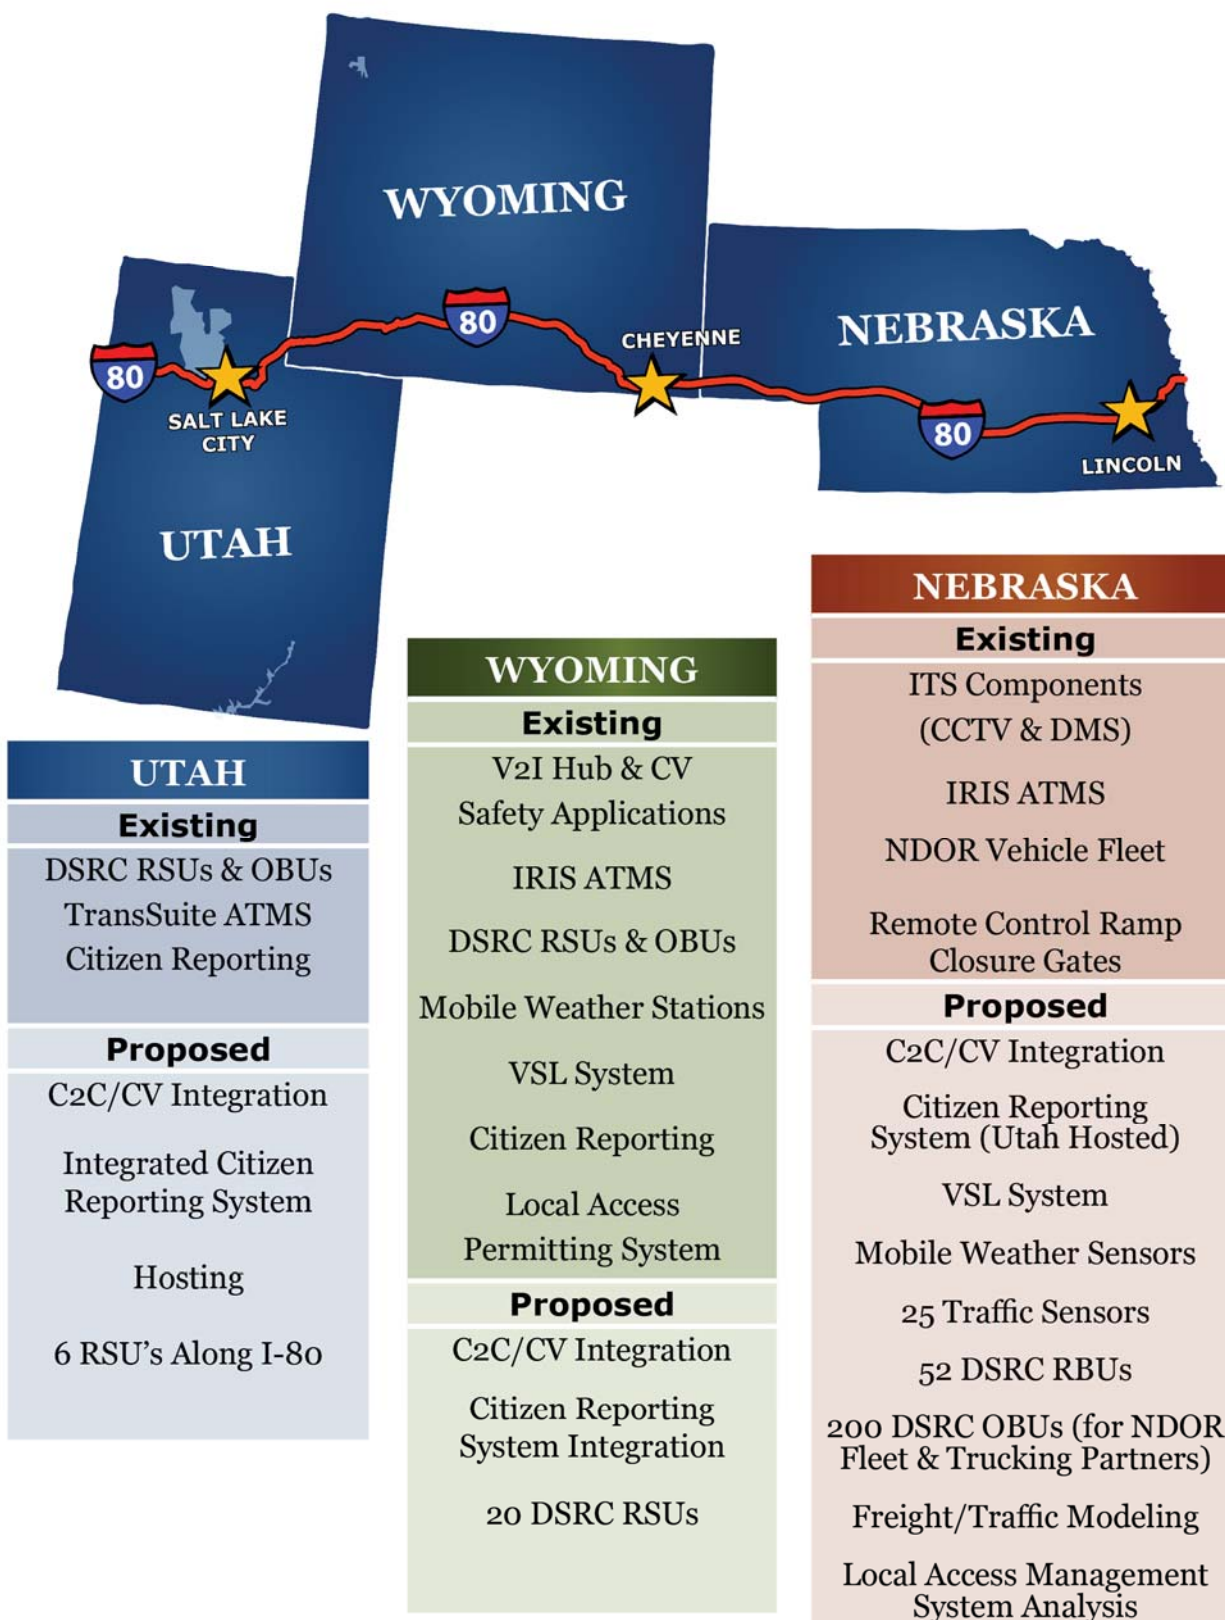 WYOMING
80
CHEYENNE
NEBRASKA
80
SALT LAKE
CITY
80
LINCOLN
UTAH
UTAH
Existing
DSRC RSUs & OBUs
TransSuite ATMS
Citizen Reporting
Proposed
C2C/CV Integration
Integrated Citizen
Reporting System
Hosting
6 RSU’s Along I-80
WYOMING
Existing
V2I Hub & CV
Safety Applications
IRIS ATMS
DSRC RSUs & OBUs
Mobile Weather Stations
VSL System
Citizen Reporting
Local Access
Permitting System
Proposed
C2C/CV Integration
Citizen Reporting
System Integration
20 DSRC RSUs
NEBRASKA
Existing
ITS Components
(CCTV & DMS)
IRIS ATMS
NDOR Vehicle Fleet
Remote Control Ramp
Closure Gates
Proposed
C2C/CV Integration
Citizen Reporting
System (Utah Hosted)
VSL System
Mobile Weather Sensors
25 Traffic Sensors
52 DSRC RBUs
200 DSRC OBUs (for NDOR
Fleet & Trucking Partners)
Freight/Traffic Modeling
Local Access Management
System Analysis